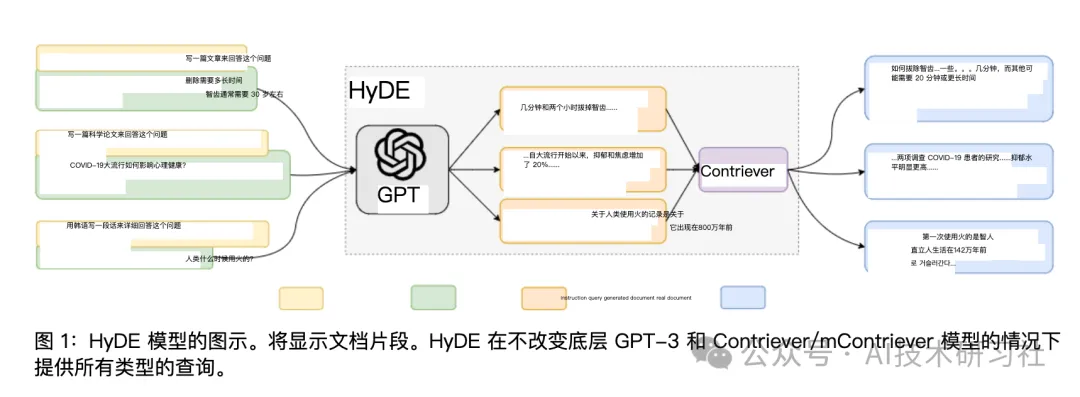 写一篇文章来回答这个问题
删除需要多长时间
智齿通常需要 30 岁左右
写一篇科学论文来回答这个问题
COVID-19大流行如何影响心理健康?
用韩语写一段话来详细回答这个问题
人类什么时候用火的?
HyDE
GPT
几分钟和两个小时拔掉智齿......
...自大流行开始以来，抑郁和焦虑增加
了 20%......
关于人类使用火的记录是关于
它出现在800万年前
Contriever
如何拔除智齿...一些。。。几分钟，而其他可
能需要 20 分钟或更长时间
...两项调查 COVID-19 患者的研究......抑郁水
平明显更高......
第一次使用火的是智人
直立人生活在142万年前
로 거슬러간다...
instruction query generated document real document
图 1：HyDE 模型的图示。将显示文档片段。HyDE 在不改变底层 GPT-3 和 Contriever/mContriever 模型的情况下
提供所有类型的查询。
公众号 · AI技术研习社